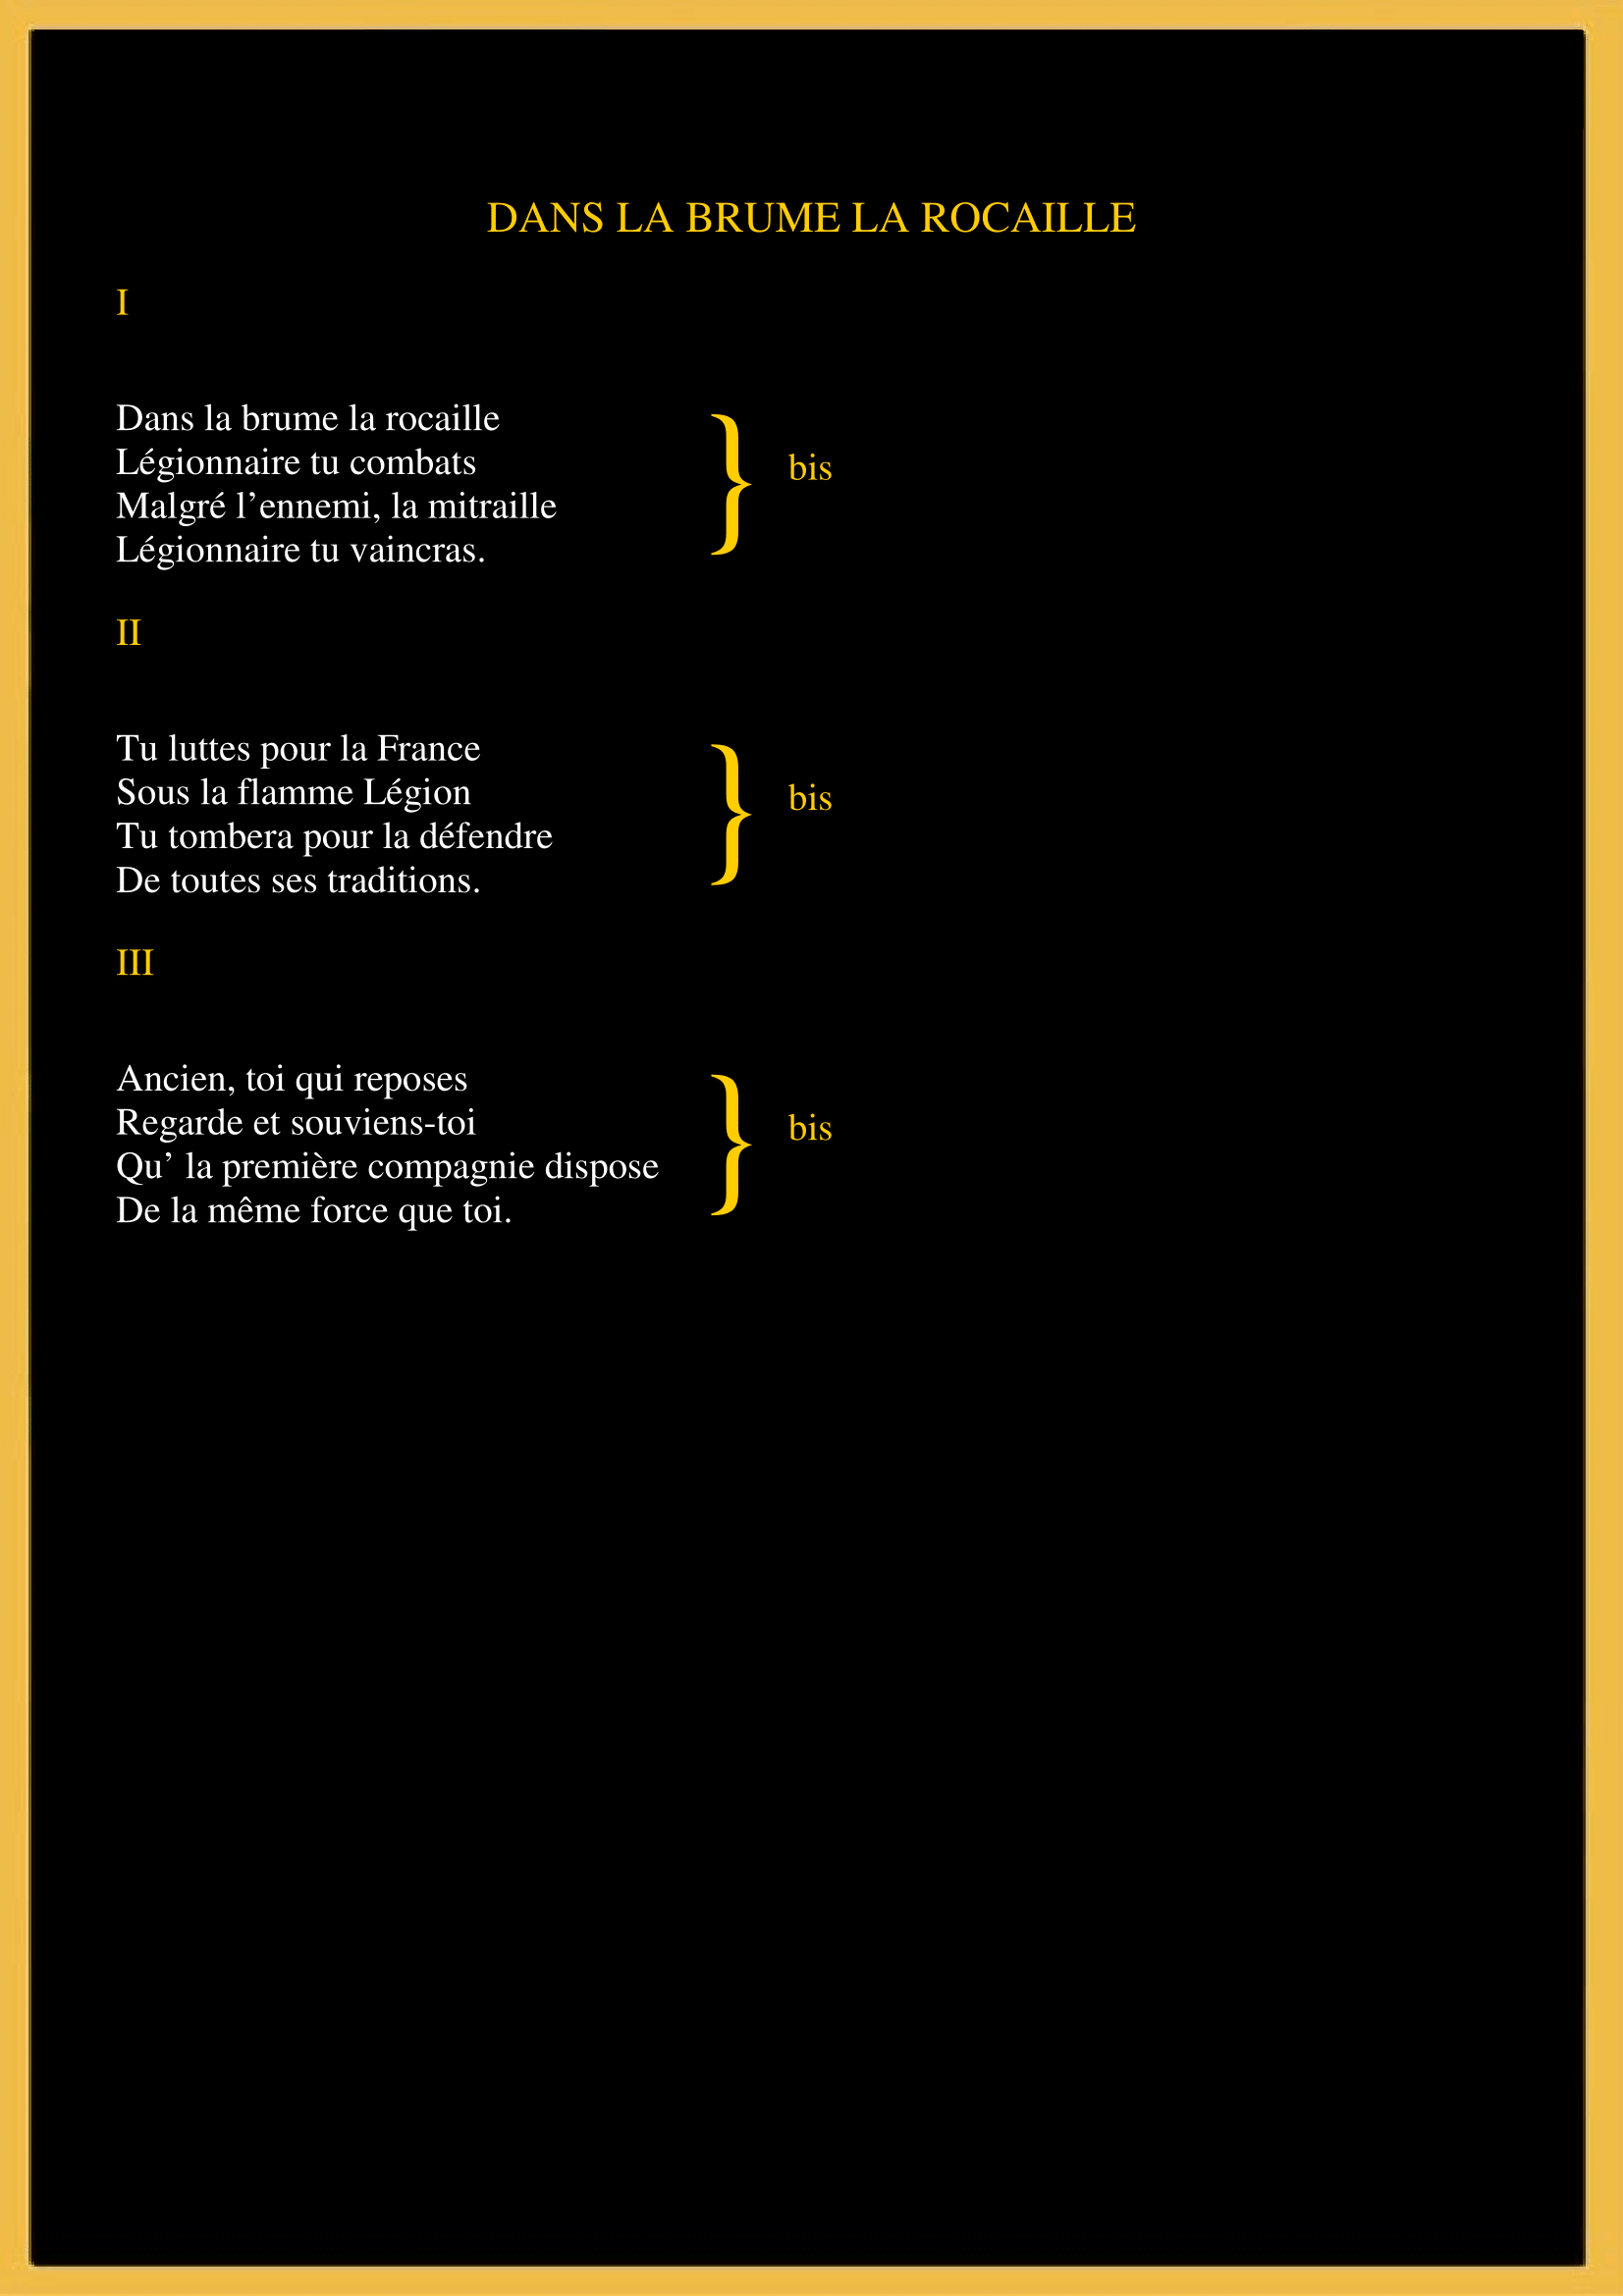 DANS LA BRUME LA ROCAILLE
I
Dans la brume la rocaille
Légionnaire tu combats
Malgré l’ennemi, la mitraille
Légionnaire tu vaincras.
} bis
II
Tu luttes pour la France
Sous la flamme Légion
Tu tombera pour la défendre
De toutes ses traditions.
} bis
III
Ancien, toi qui reposes
Regarde et souviens-toi
Qu’ la première compagnie dispose
De la même force que toi.
} bis